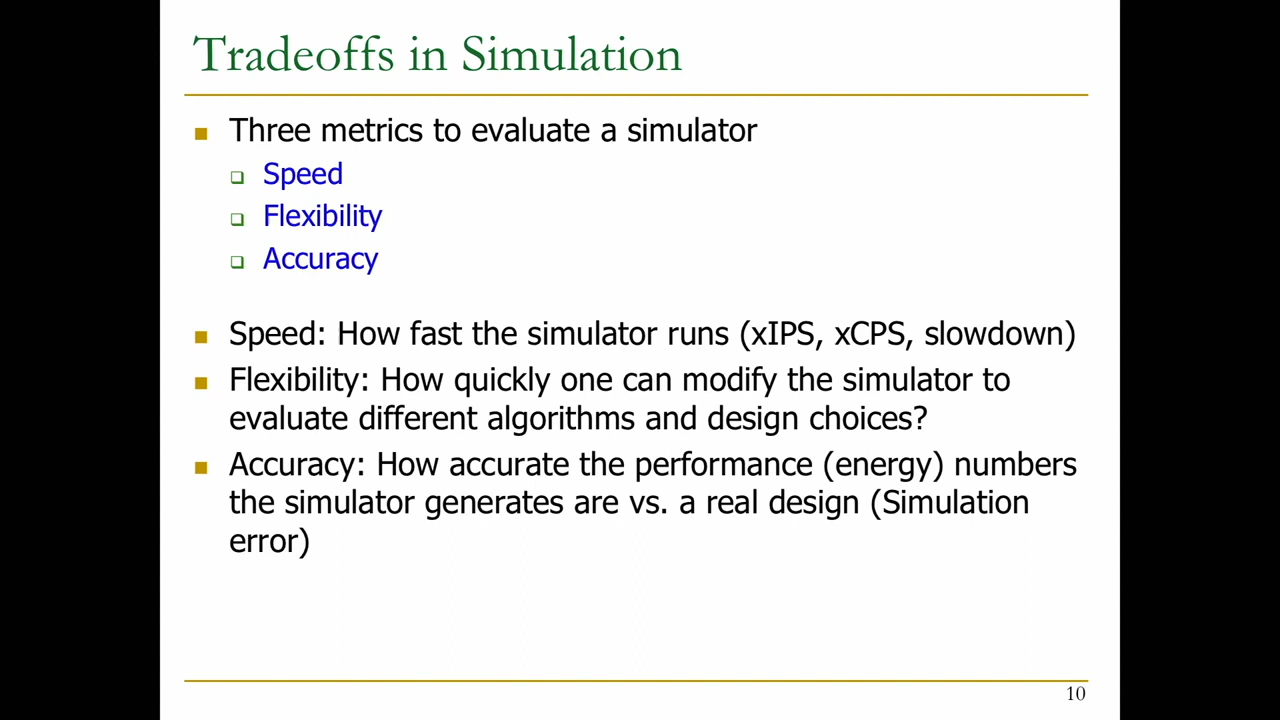 Tradeoffs in Simulation
Three metrics to evaluate a simulator
Speed
Flexibility
Accuracy
Speed: How fast the simulator runs (xIPS, xCPS, slowdown)
Flexibility: How quickly one can modify the simulator to
evaluate different algorithms and design choices?
Accuracy: How accurate the performance (energy) numbers
the simulator generates are vs. a real design (Simulation
error)
10